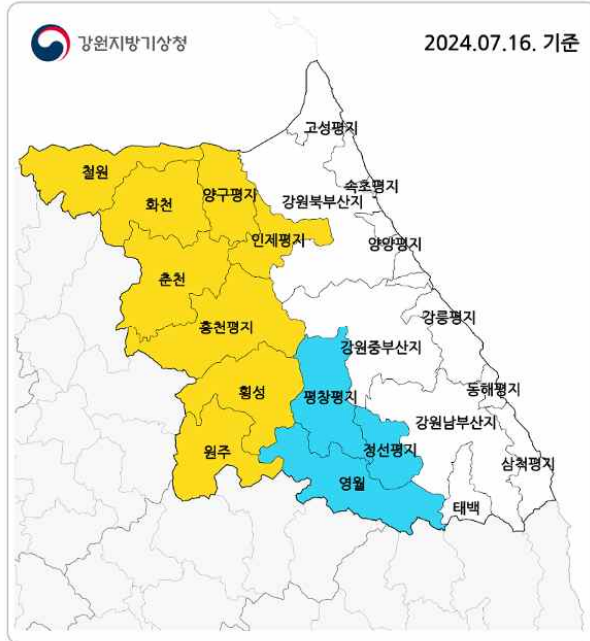 강원지방기상청
2024.07.16. 기준
고성평지
철원
양구평지
속초평지
화천
강원북부산지
인제평지
양양평지
춘천
강릉평지
홍천평지
강원중부산지
동해평지
횡성
평창평지
강원남부산지
원주
정선평지
삼척평지
영월
태백